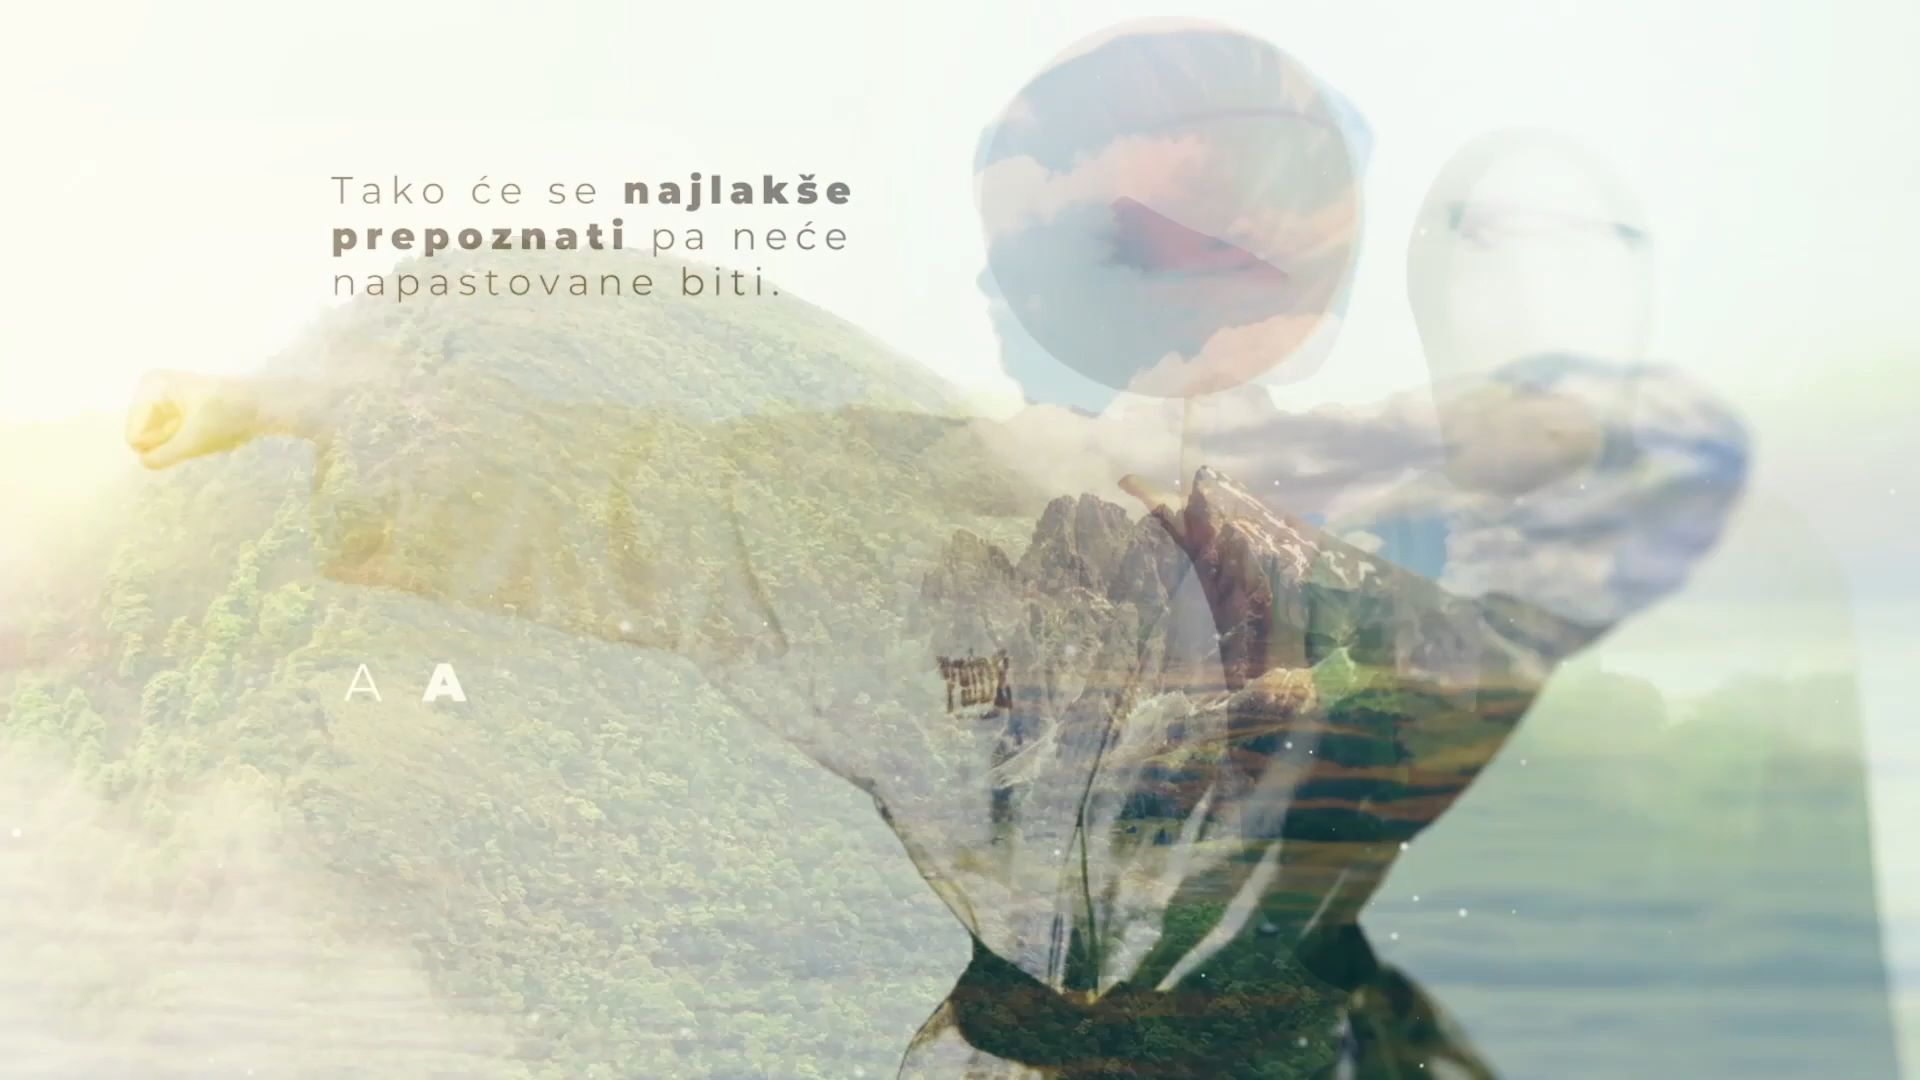 Tako će se najlakše
prepoznati pa neće
napastovane biti.
A A